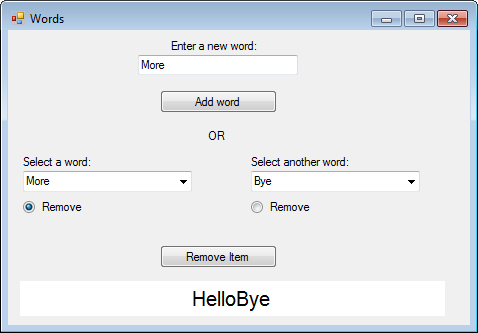 Words
Enter a new word:
More
Add word
OR
Select a word:
Select another word:
More
Bye
Remove
Remove
Remove Item
HelloBye